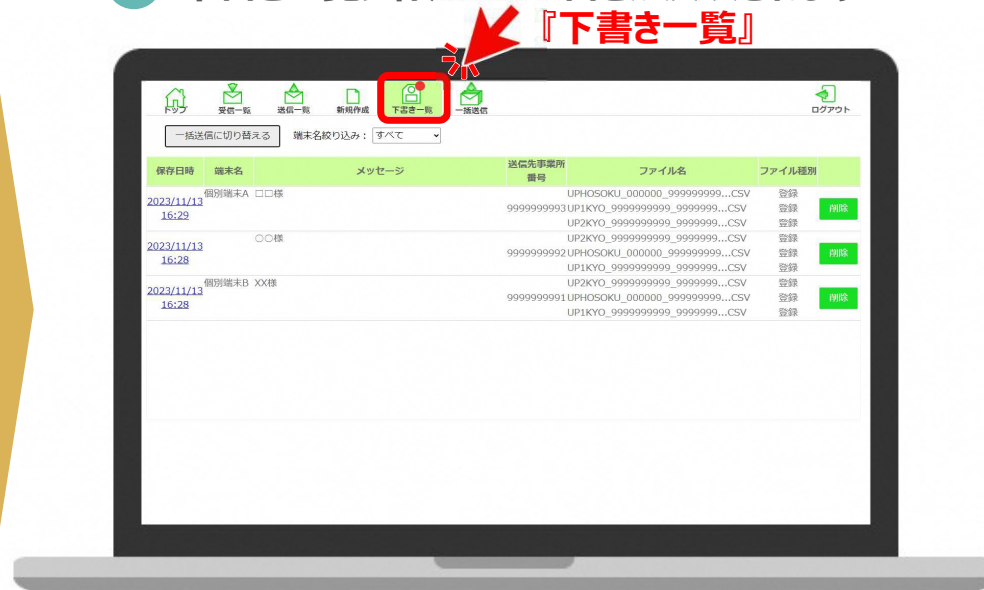 『下書き一覧』
トップ 受信一覧 送信一覧 新規作成 下書き一覧 一括送信 ログアウト
一括送信に切り替える 端末名絞り込み： すべて
保存日時 端末名 メッセージ 送信先事業所番号 ファイル名 ファイル種別
2023/11/13 16:29 個別端末A □□様 9999999993 UPHOSOKU_000000_999999999...CSV 登録 削除
UP1KYO_9999999999_9999999...CSV 登録
UP2KYO_9999999999_9999999...CSV 登録
2023/11/13 16:28 〇〇様 9999999992 UP2KYO_9999999999_9999999...CSV 登録 削除
UPHOSOKU_000000_999999999...CSV 登録
UP1KYO_9999999999_9999999...CSV 登録
2023/11/13 16:28 個別端末B XX様 9999999991 UP2KYO_9999999999_9999999...CSV 登録 削除
UPHOSOKU_000000_999999999...CSV 登録
UP1KYO_9999999999_9999999...CSV 登録